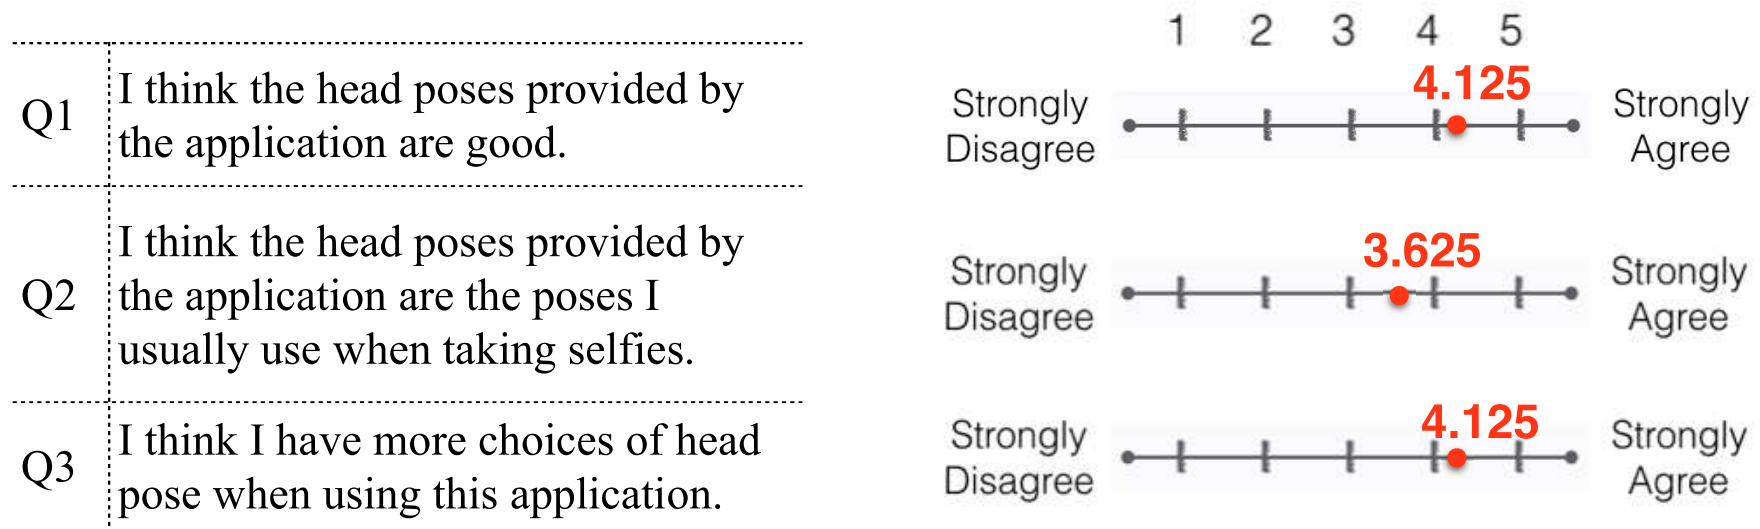 1 2 3 4 5
Q1
I think the head poses provided by
the application are good.
Strongly
Disagree
4.125
Strongly
Agree
Q2
I think the head poses provided by
the application are the poses I
usually use when taking selfies.
Strongly
Disagree
3.625
Strongly
Agree
Q3
I think I have more choices of head
pose when using this application.
Strongly
Disagree
4.125
Strongly
Agree